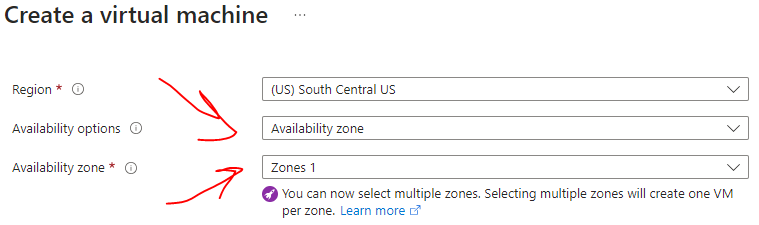 Create a virtual machine ...
Region * (US) South Central US
Availability options Availability zone
Availability zone * Zones 1
You can now select multiple zones. Selecting multiple zones will create one VM
per zone. Learn more